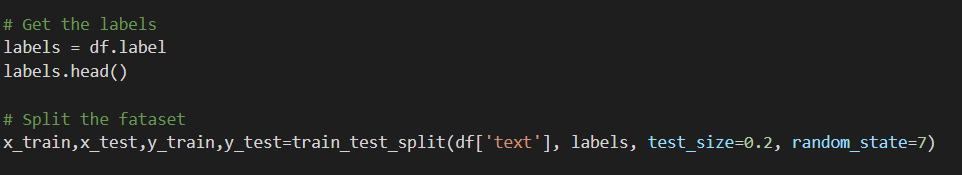 # Get the labels
labels = df.label
labels.head()
# Split the fataset
x_train,x_test,y_train,y_test=train_test_split(df['text'], labels, test_size=0.2, random_state=7)